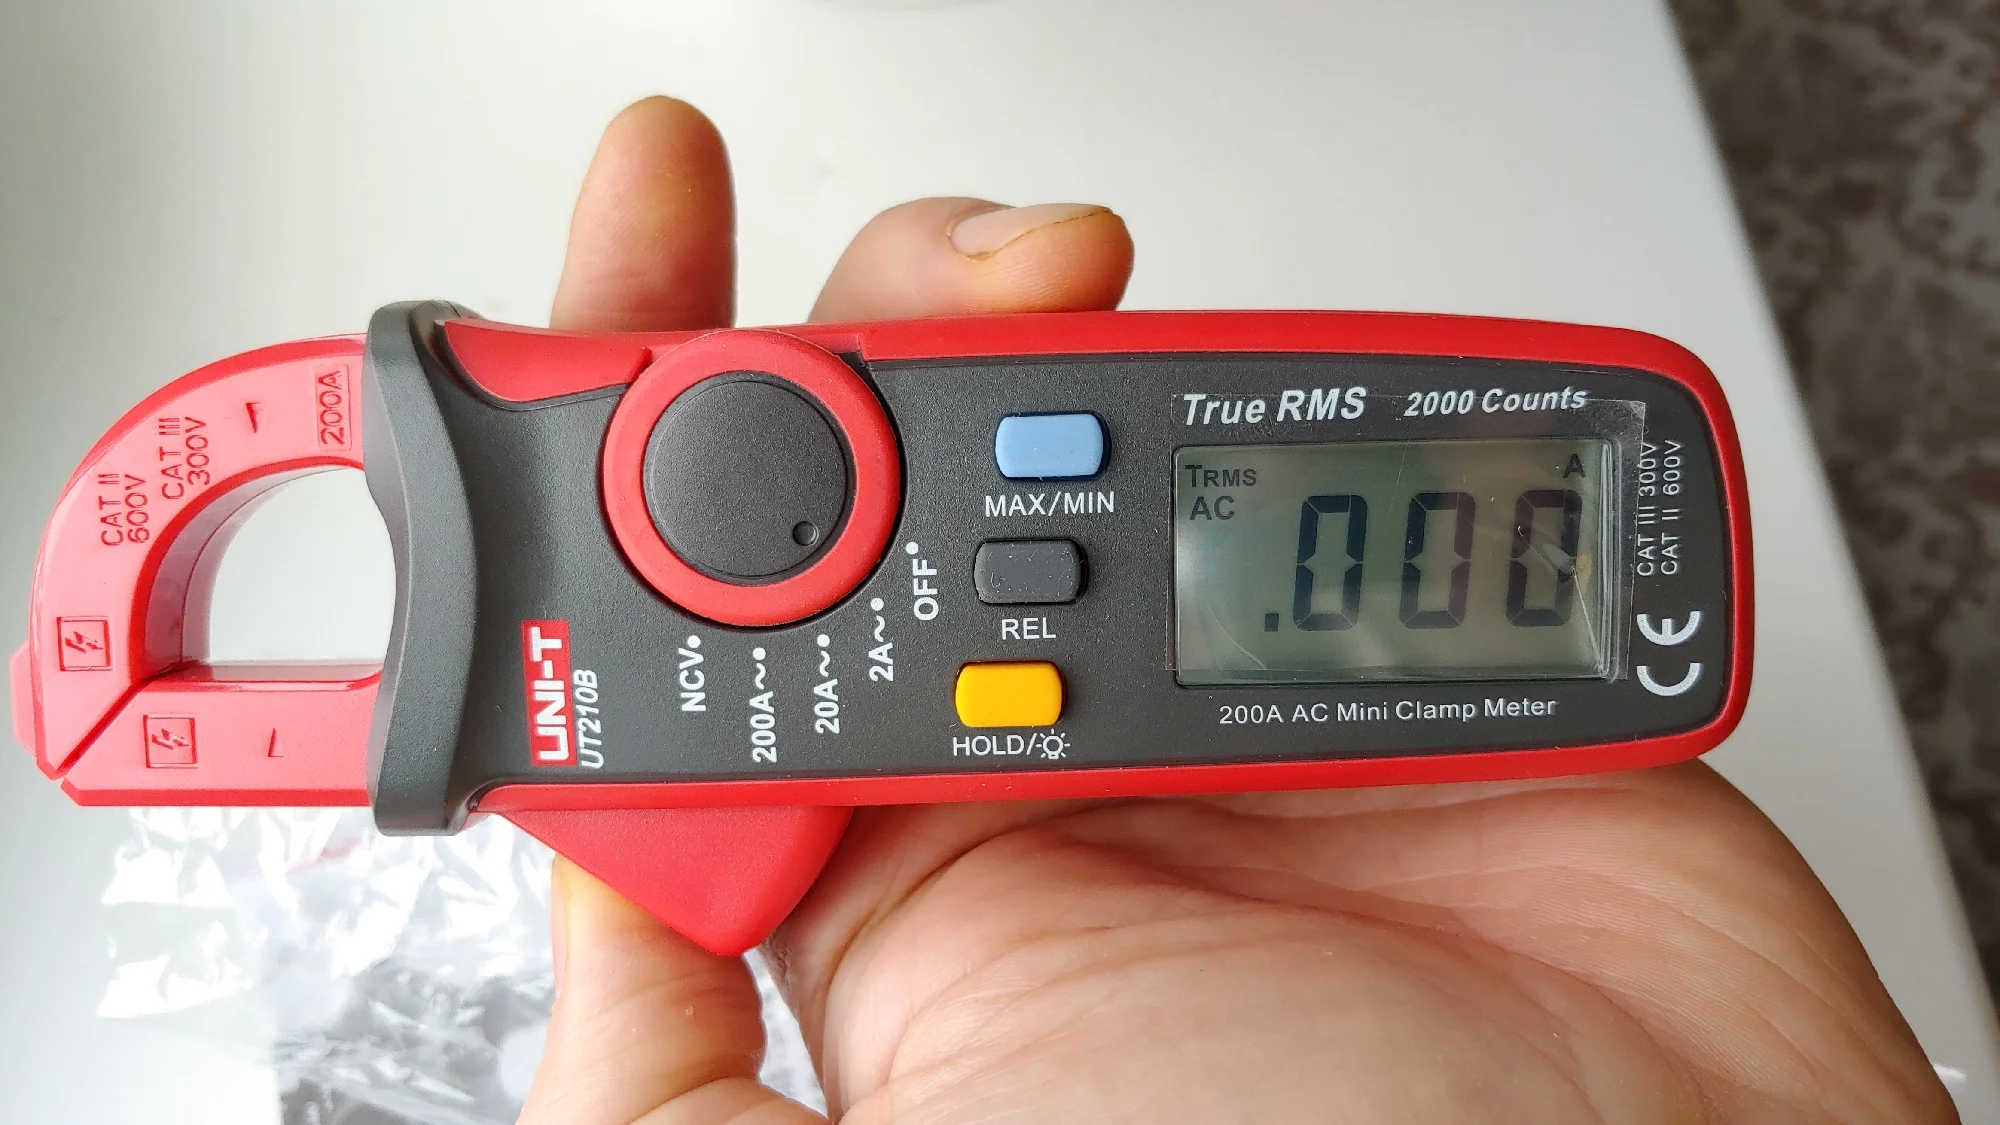 200A
CAT III
300V
CAT II
600V
UNI-T
UT210B
NCV
200A~
20A~
2A~
OFF
MAX/MIN
REL
HOLD/
True RMS 2000 Counts
TRMS
AC
A
.000
200A AC Mini Clamp Meter
CAT III 300V
CAT II 600V
CE